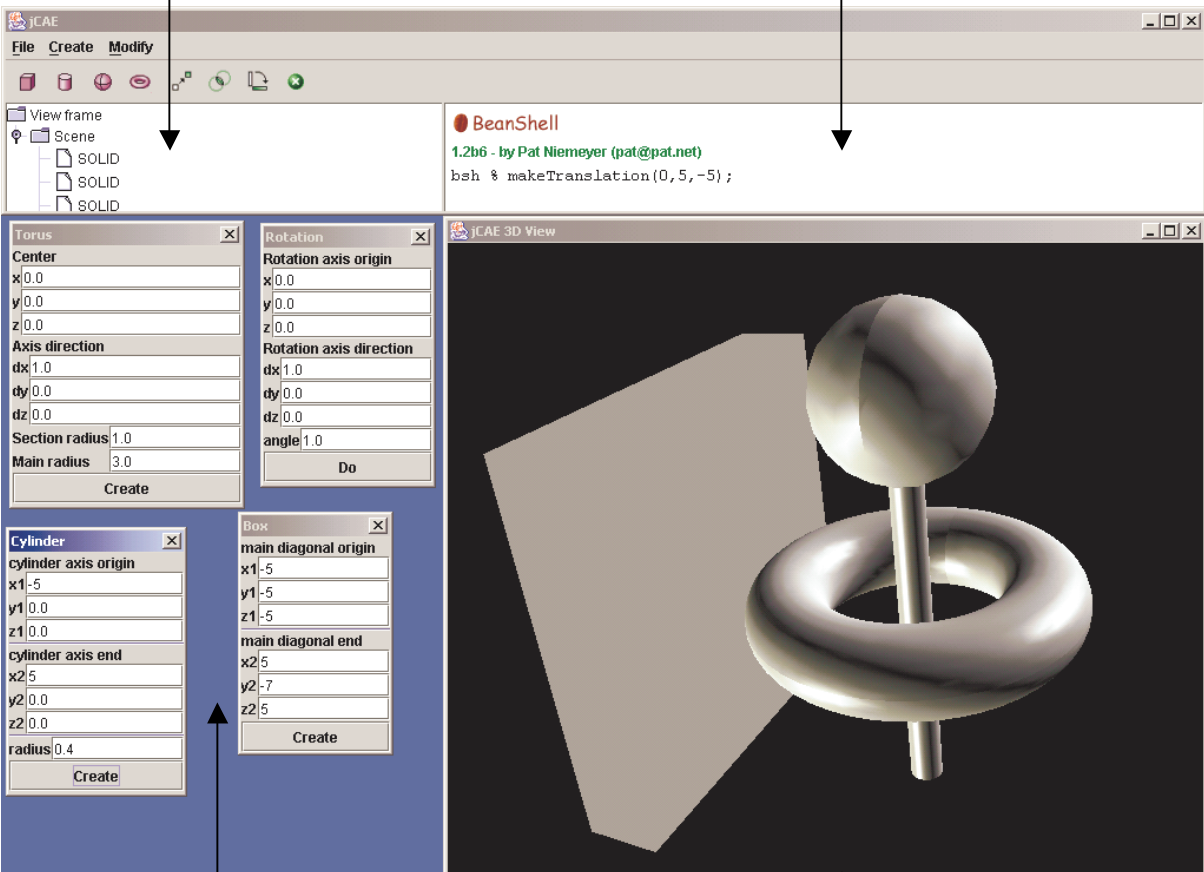 jCAE
File Create Modify
View frame
Scene
SOLID
SOLID
SOLID
BeanShell
1.2b6 - by Pat Niemeyer (pat@pat.net)
bsh % makeTranslation(0,5,-5);
Torus
Center
x 0.0
y 0.0
z 0.0
Axis direction
dx 1.0
dy 0.0
dz 0.0
Section radius 1.0
Main radius 3.0
Create
Rotation
Rotation axis origin
x 0.0
y 0.0
z 0.0
Rotation axis direction
dx 1.0
dy 0.0
dz 0.0
angle 1.0
Do
Cylinder
cylinder axis origin
x1 -5
y1 0.0
z1 0.0
cylinder axis end
x2 5
y2 0.0
z2 0.0
radius 0.4
Create
Box
main diagonal origin
x1 -5
y1 -5
z1 -5
main diagonal end
x2 5
y2 -7
z2 5
Create
jCAE 3D View